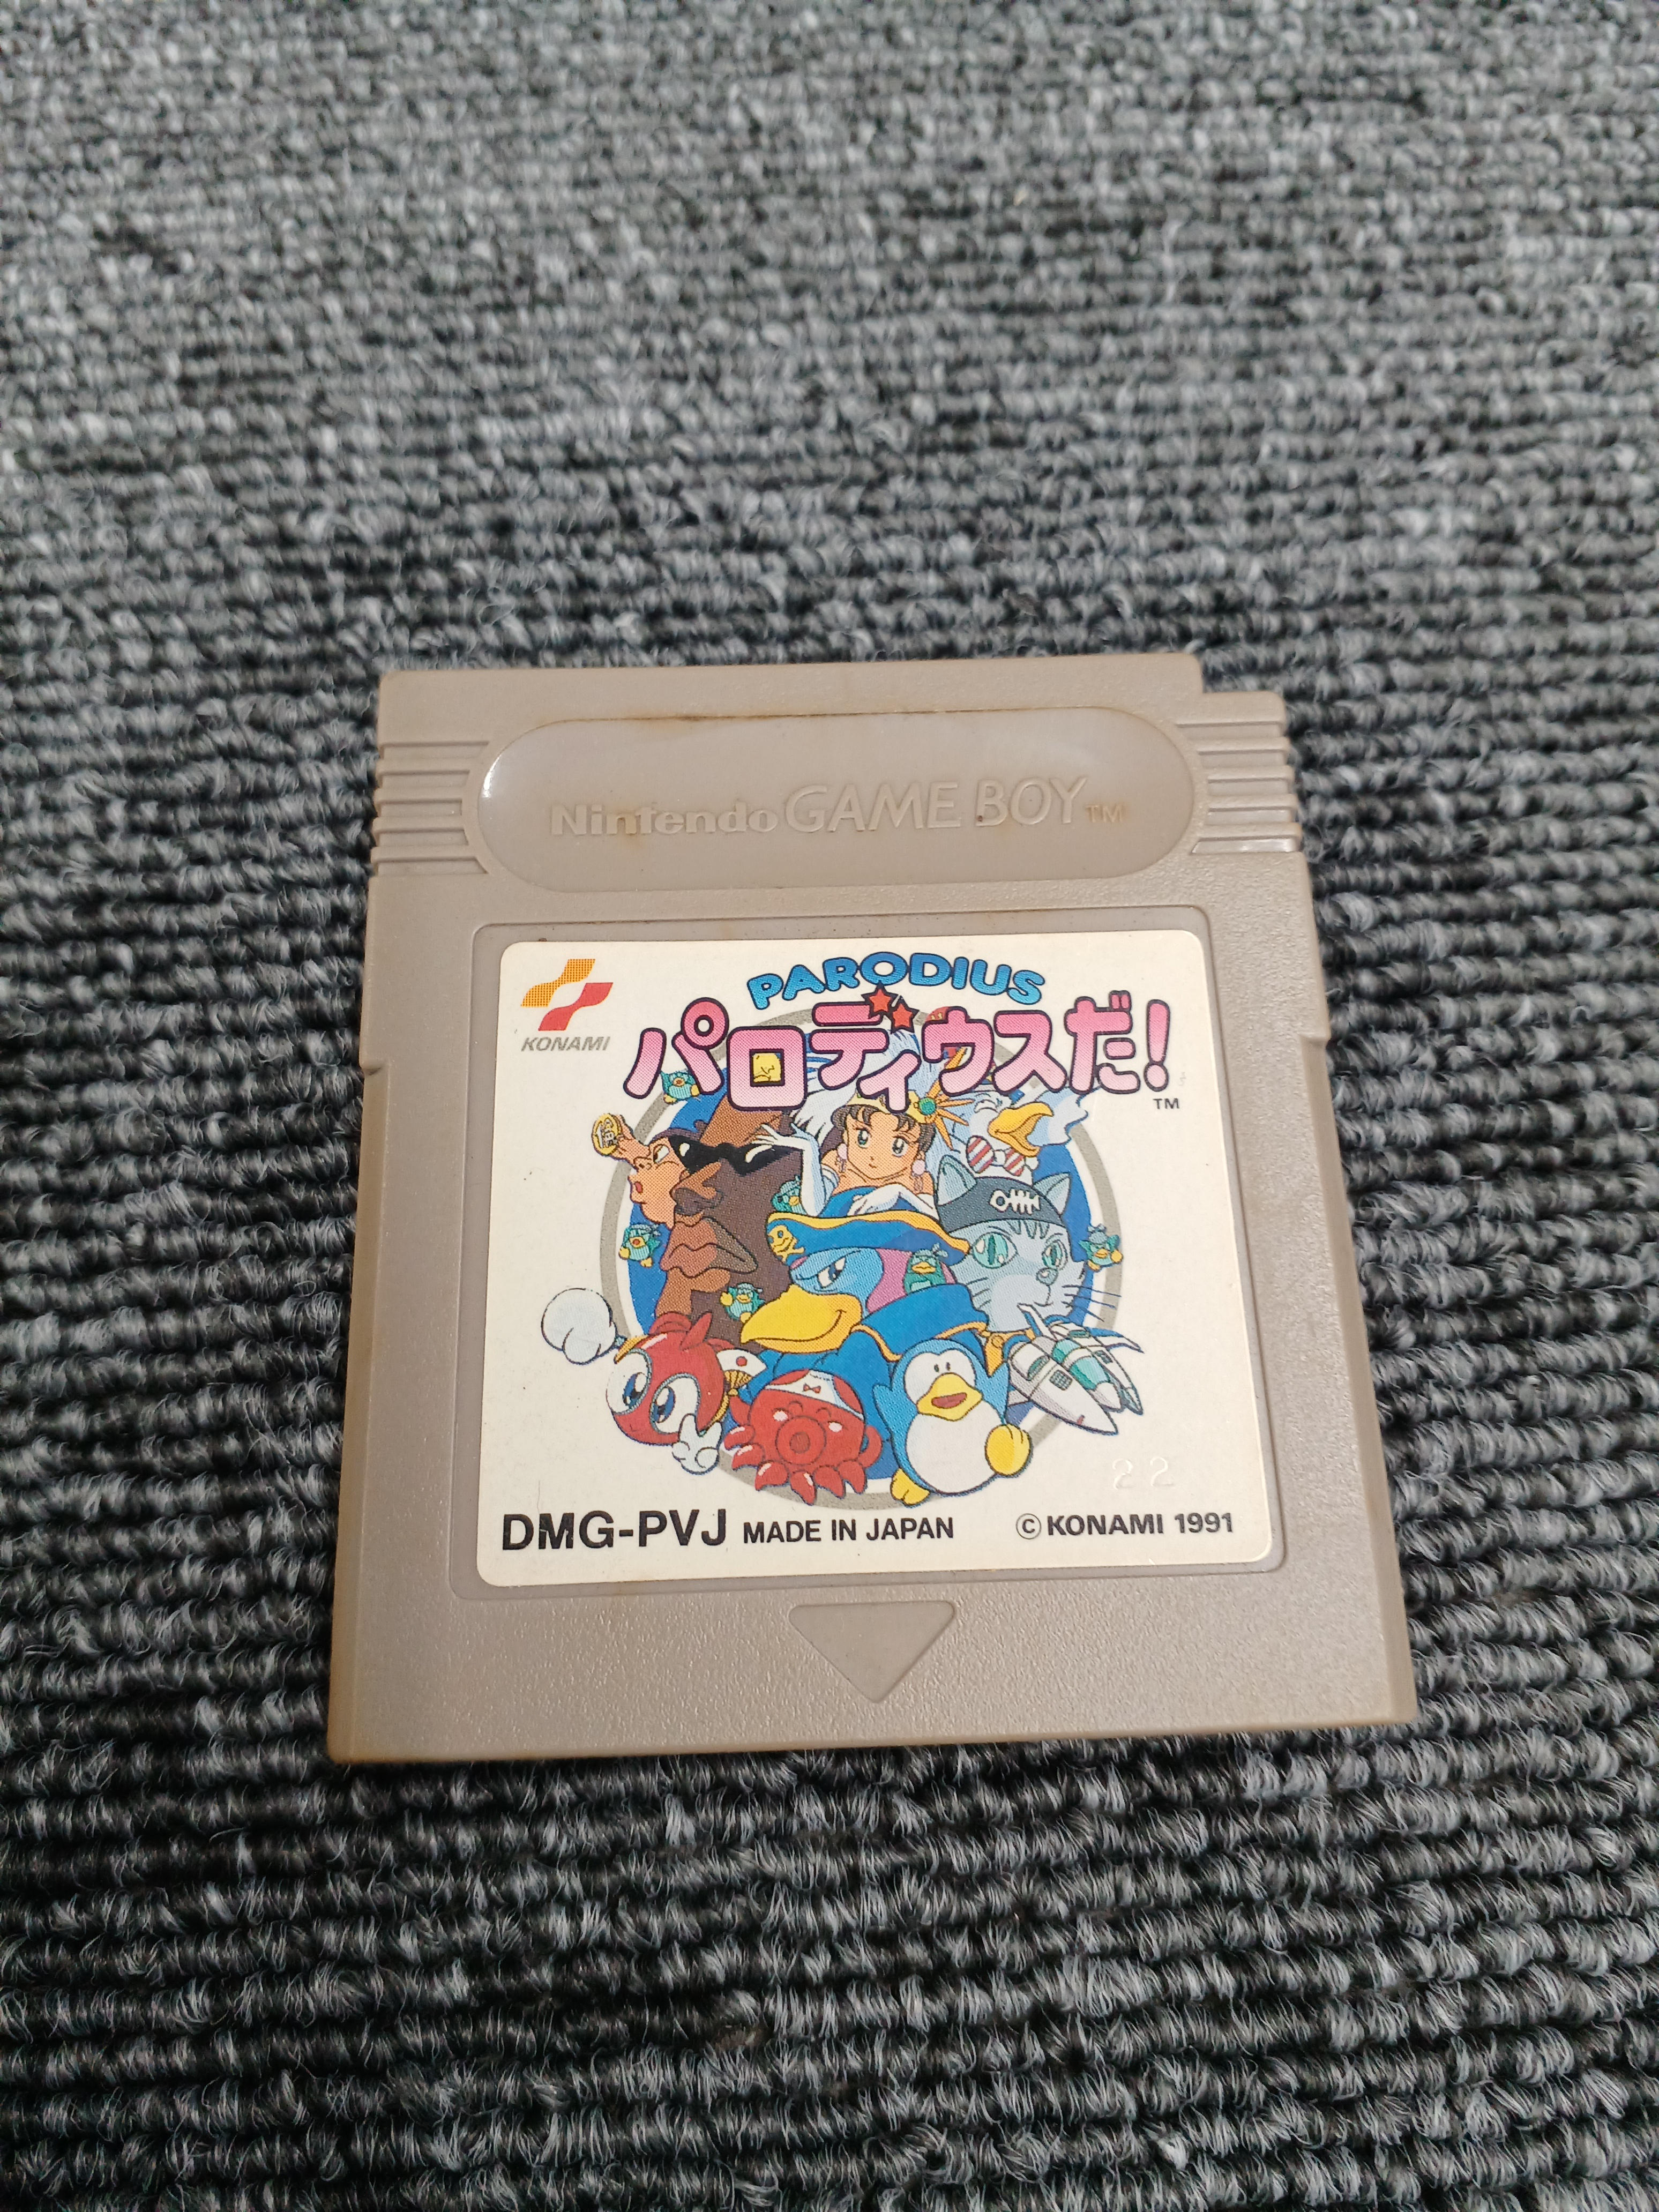 Nintendo GAME BOY TM
KONAMI
PARODIUS
パロディウスだ!
TM
22
DMG-PVJ MADE IN JAPAN © KONAMI 1991